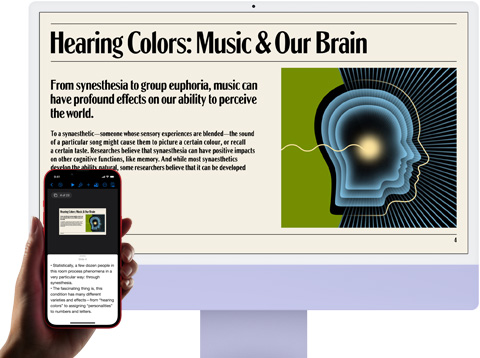 Hearing Colors: Music & Our Brain
From synesthesia to group euphoria, music can
have profound effects on our ability to perceive
the world.
To a synaesthetic—someone whose sensory experiences are blended—the sound
of a particular song might cause them to picture a certain colour, or recall
a certain taste. Researchers believe that synaesthesia can have positive impacts
on other cognitive functions, like memory. And while most synaesthetics
develop the ability natural, some researchers believe that it can be developed
Hearing Colors: Music & Our Brain
• Statistically, a few dozen people in
this room process phenomena in a
very particular way: through
synesthesia.
• The fascinating thing is, this
condition has many different
varieties and effects—from "hearing
colors" to assigning "personalities"
to numbers and letters.